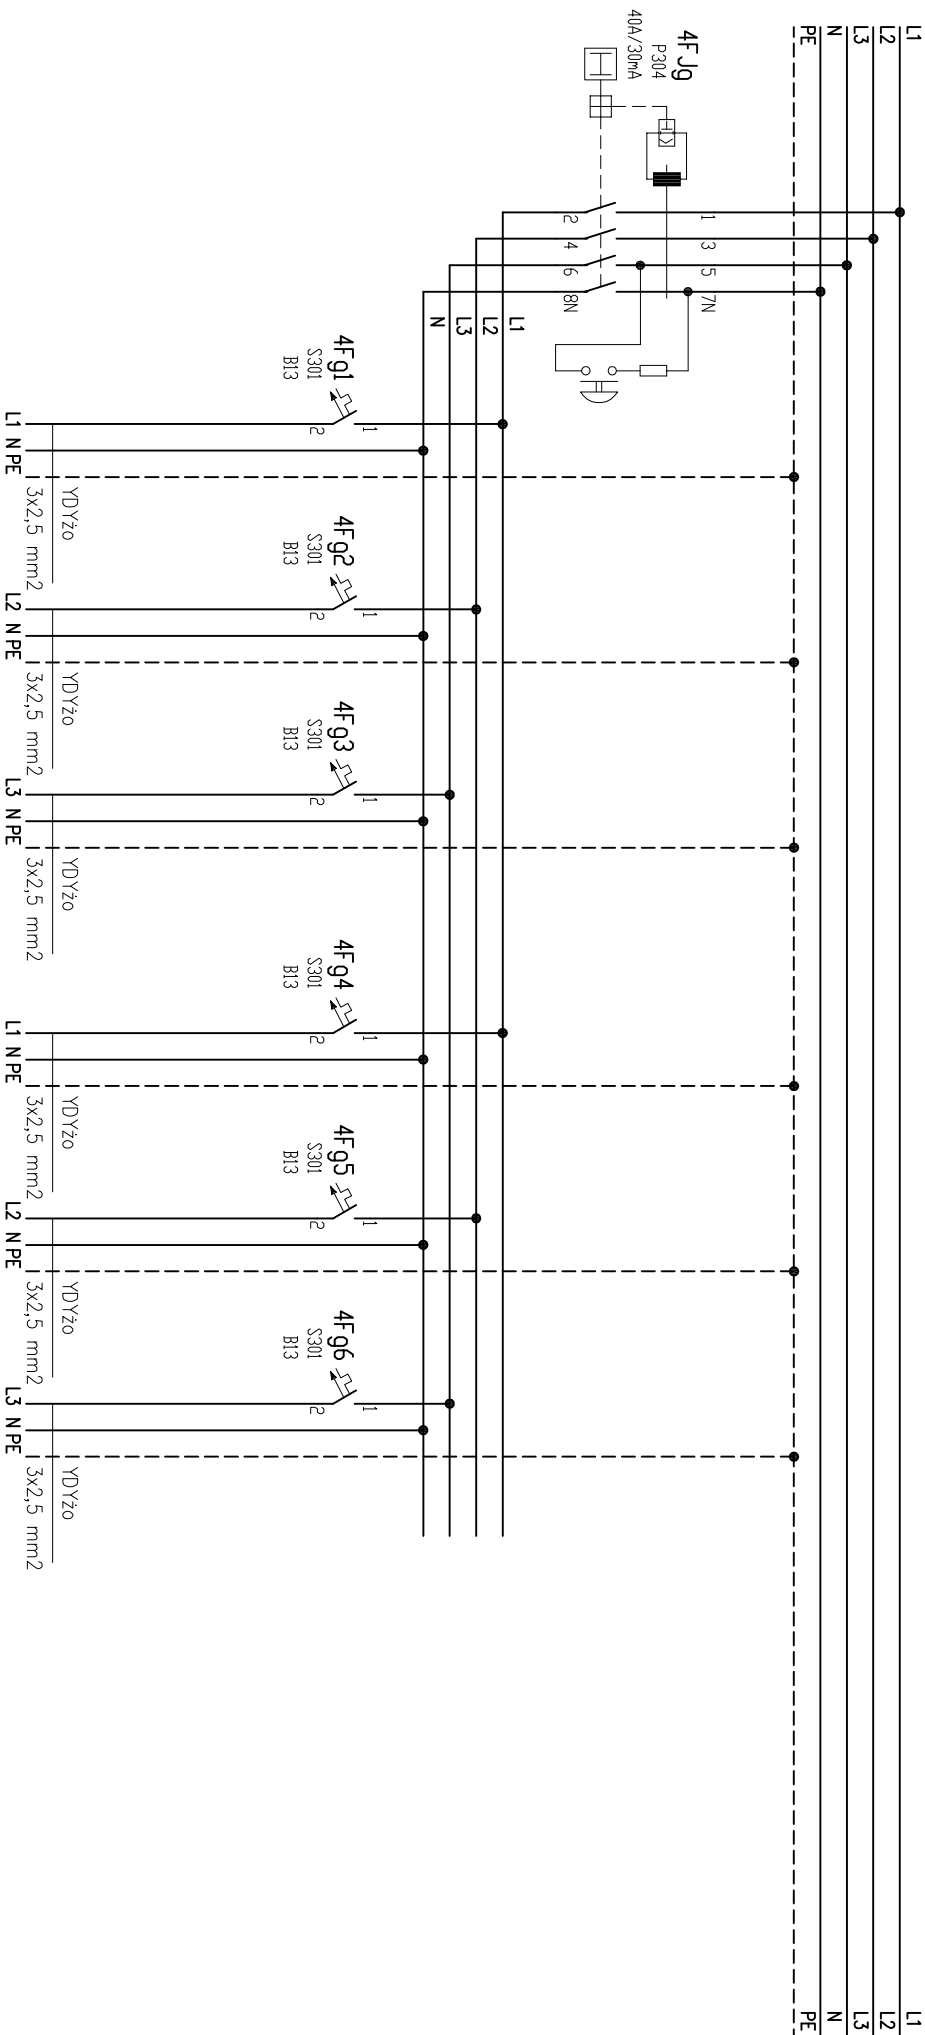 L1
L2
L3
N
PE
L1
L2
L3
N
PE
4FJg
P304
40A/30mA
1
3
5
7N
2
4
6
8N
L1
L2
L3
N
4Fg1
S301
B13
1
2
4Fg2
S301
B13
1
2
4Fg3
S301
B13
1
2
4Fg4
S301
B13
1
2
4Fg5
S301
B13
1
2
4Fg6
S301
B13
1
2
YDYżo
3x2,5 mm2
YDYżo
3x2,5 mm2
YDYżo
3x2,5 mm2
YDYżo
3x2,5 mm2
YDYżo
3x2,5 mm2
YDYżo
3x2,5 mm2
L1 N PE
L2 N PE
L3 N PE
L1 N PE
L2 N PE
L3 N PE